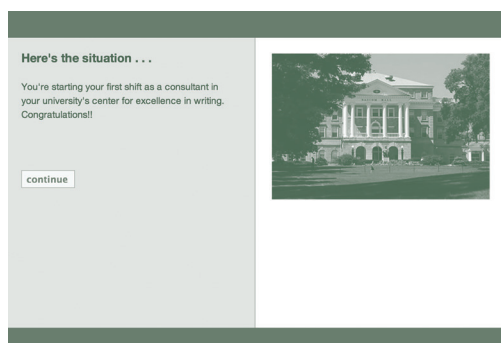 Here's the situation . . .
You're starting your first shift as a consultant in
your university's center for excellence in writing.
Congratulations!!
continue